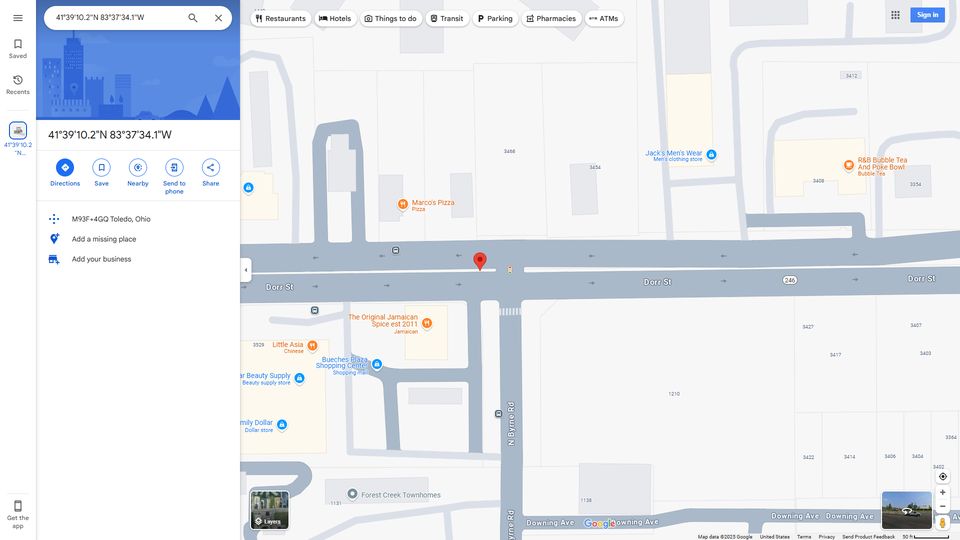 41°39'10.2"N 83°37'34.1"W
Restaurants
Hotels
Things to do
Transit
Parking
Pharmacies
ATMs
Sign in
Saved
Recents
41°39'10.2
"N...
41°39'10.2"N 83°37'34.1"W
Directions
Save
Nearby
Send to
phone
Share
M93F+4GQ Toledo, Ohio
Add a missing place
Add your business
Get the
app
3412
3468
3454
Jack's Men's Wear
Men's clothing store
R&B Bubble Tea
And Poke Bowl
Bubble Tea
3408
3354
Marco's Pizza
Pizza
Dorr St
Dorr St
246
Dorr St
The Original Jamaican
Spice est 2011
Jamaican
Little Asia
Chinese
3529
Bueches Plaza
Shopping Center
Shopping mall
ar Beauty Supply
Beauty supply store
mily Dollar
Dollar store
N Byrne Rd
3427
3407
3417
3403
1210
3364
3422
3414
3406
3404
3402
1131
Forest Creek Townhomes
1138
Layers
yrne Rd
Downing Ave
Google
owning Ave
Downing Ave
Downing Ave
Map data ©2025 Google
United States
Terms
Privacy
Send Product Feedback
50 ft